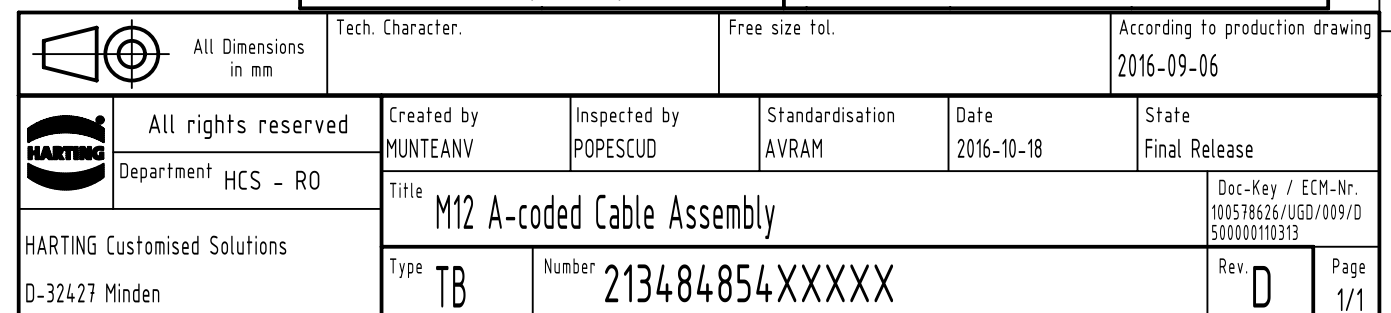 All Dimensions
in mm
Tech. Character.
Free size tol.
According to production drawing
2016-09-06
HARTING
All rights reserved
Department HCS - RO
Created by
MUNTEANV
Inspected by
POPESCUD
Standardisation
AVRAM
Date
2016-10-18
State
Final Release
Title M12 A-coded Cable Assembly
Doc-Key / ECM-Nr.
100578626/UGD/009/D
500000110313
HARTING Customised Solutions
D-32427 Minden
Type TB
Number 213484854XXXXX
Rev. D
Page
1/1